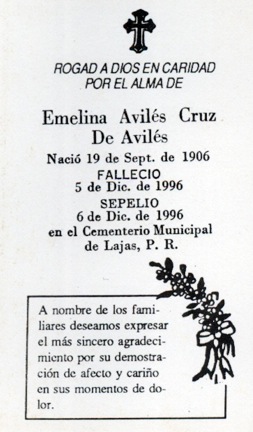 ROGAD A DIOS EN CARIDAD
POR EL ALMA DE
Emelina Avilés Cruz
De Avilés
Nació 19 de Sept. de 1906
FALLECIO
5 de Dic. de 1996
SEPELIO
6 de Dic. de 1996
en el Cementerio Municipal
de Lajas, P. R.
A nombre de los fami-
liares deseamos expresar
el más sincero agradeci-
miento por su demostra-
ción de afecto y cariño
en sus momentos de do-
lor.